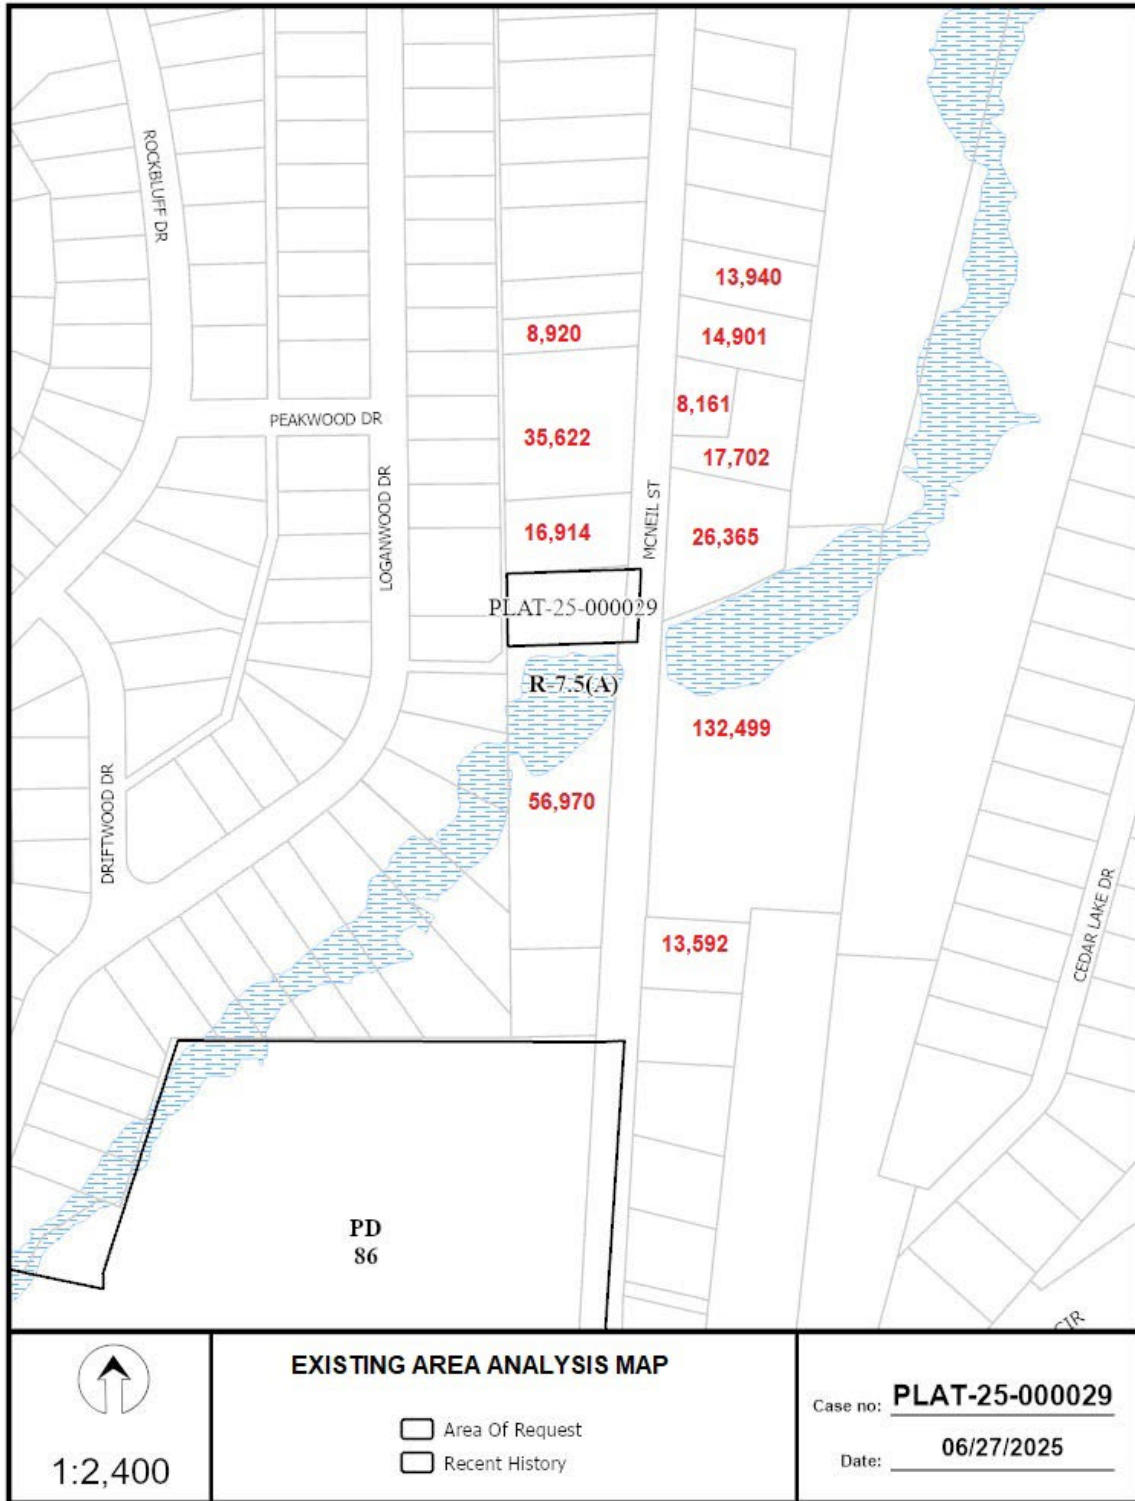 ROCKBLUFF DR
13,940
8,920
14,901
8,161
PEAKWOOD DR
35,622
17,702
LOGANWOOD DR
MCNEIL ST
16,914
26,365
PLAT-25-000029
R-7.5(A)
132,499
DRIFTWOOD DR
56,970
CEDAR LAKE DR
13,592
PD
86
CIR
1:2,400
EXISTING AREA ANALYSIS MAP
Area Of Request
Recent History
Case no: PLAT-25-000029
Date: 06/27/2025